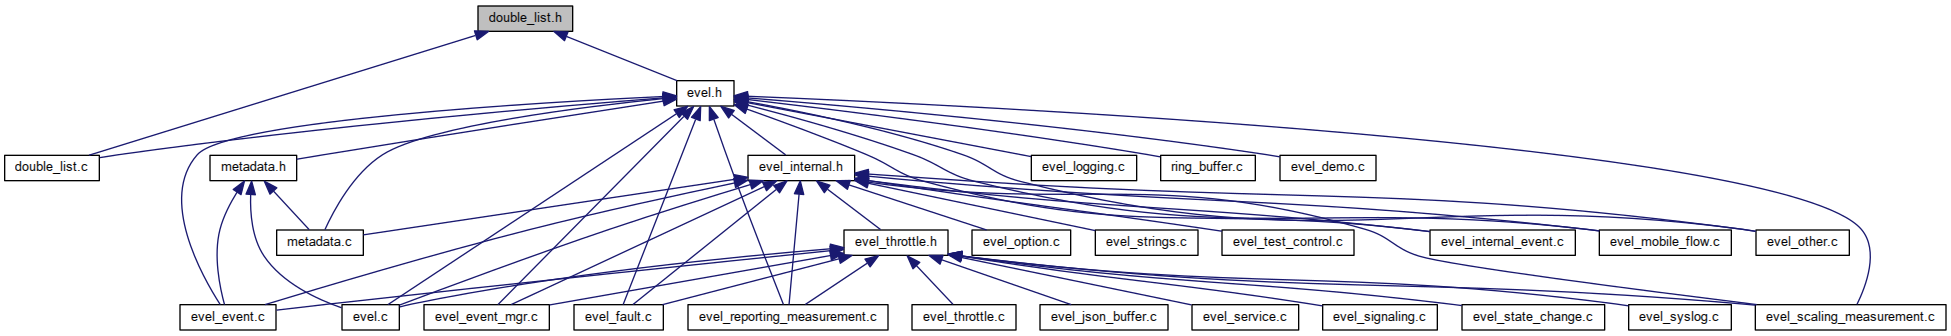 double_list.h
evel.h
double_list.c
metadata.h
evel_internal.h
evel_logging.c
ring_buffer.c
evel_demo.c
metadata.c
evel_throttle.h
evel_option.c
evel_strings.c
evel_test_control.c
evel_internal_event.c
evel_mobile_flow.c
evel_other.c
evel_event.c
evel.c
evel_event_mgr.c
evel_fault.c
evel_reporting_measurement.c
evel_throttle.c
evel_json_buffer.c
evel_service.c
evel_signaling.c
evel_state_change.c
evel_syslog.c
evel_scaling_measurement.c